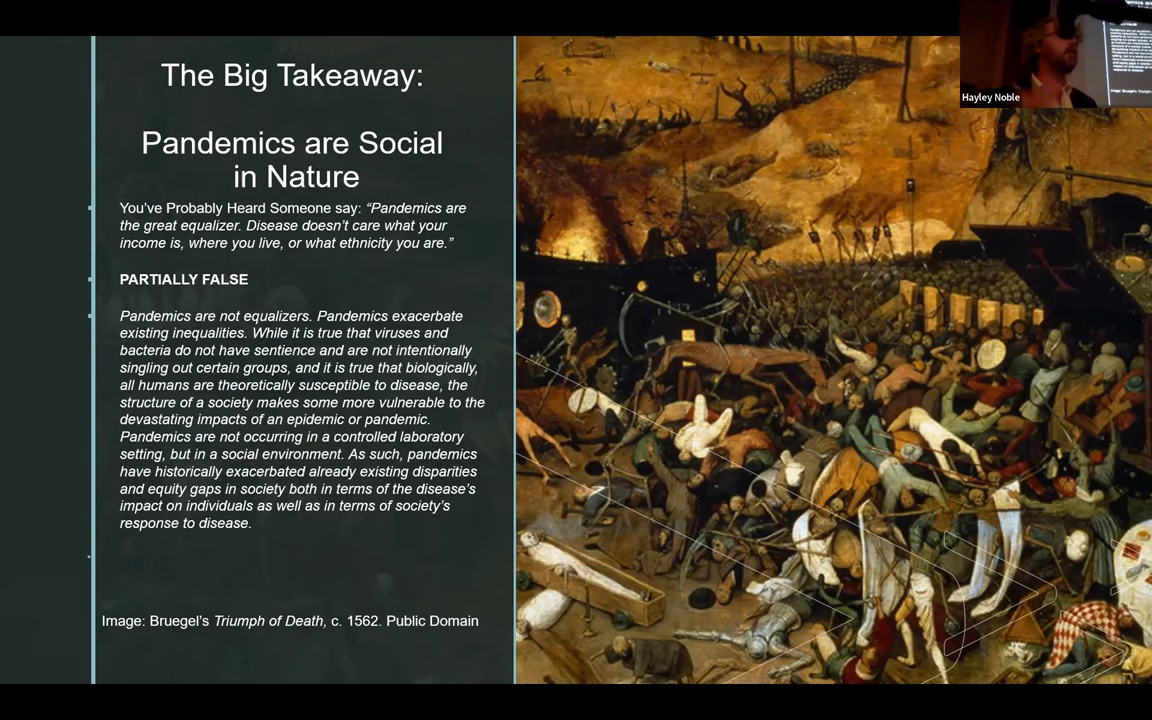 The Big Takeaway:
Pandemics are Social
in Nature
You’ve Probably Heard Someone say: “Pandemics are
the great equalizer. Disease doesn’t care what your
income is, where you live, or what ethnicity you are.”
PARTIALLY FALSE
Pandemics are not equalizers. Pandemics exacerbate
existing inequalities. While it is true that viruses and
bacteria do not have sentience and are not intentionally
singling out certain groups, and it is true that biologically,
all humans are theoretically susceptible to disease, the
structure of a society makes some more vulnerable to the
devastating impacts of an epidemic or pandemic.
Pandemics are not occurring in a controlled laboratory
setting, but in a social environment. As such, pandemics
have historically exacerbated already existing disparities
and equity gaps in society both in terms of the disease’s
impact on individuals as well as in terms of society’s
response to disease.
Image: Bruegel’s Triumph of Death, c. 1562. Public Domain
Hayley Noble